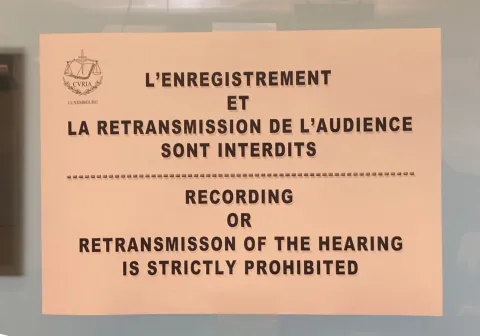 CVRIA
LUXEMBOURG
L'ENREGISTREMENT
ET
LA RETRANSMISSION DE L'AUDIENCE
SONT INTERDITS
RECORDING
OR
RETRANSMISSON OF THE HEARING
IS STRICTLY PROHIBITED